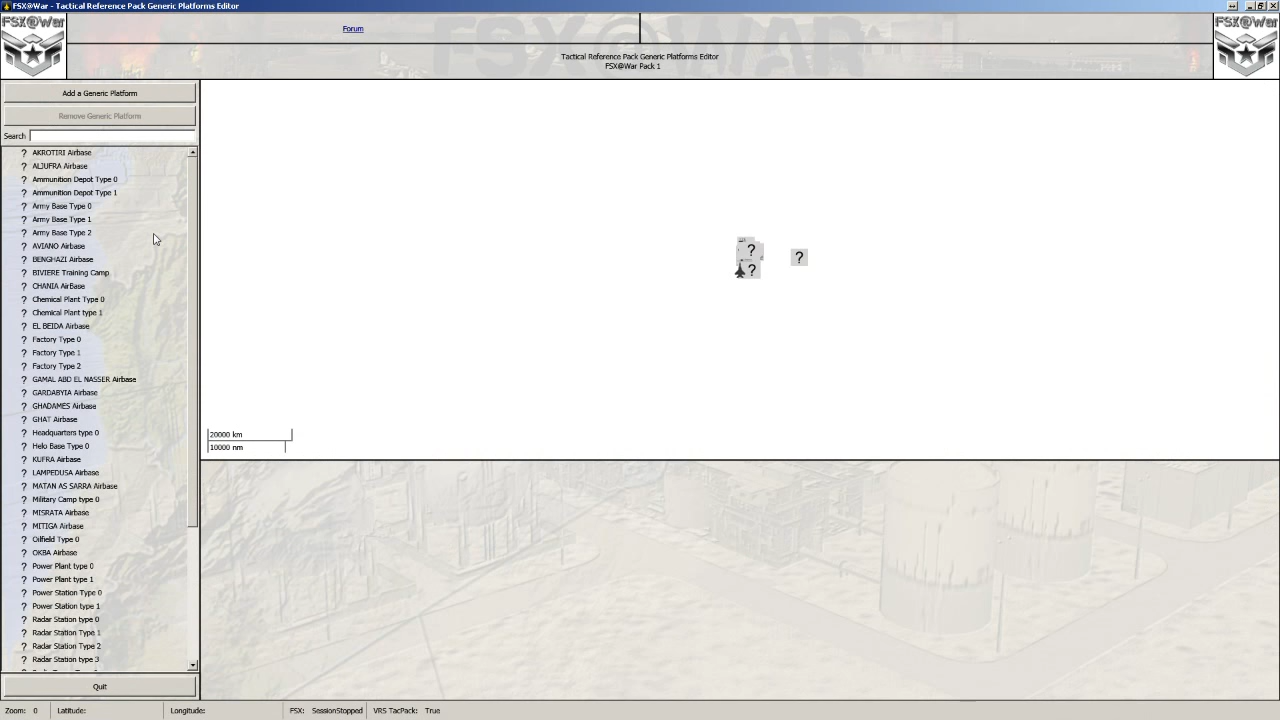 FSX@War - Tactical Reference Pack Generic Platforms Editor
FSX@War
Forum
FSX@WAR
FSX@War
Tactical Reference Pack Generic Platforms Editor
FSX@War Pack 1
Add a Generic Platform
Remove Generic Platform
Search
? AKROTIRI Airbase
? ALJUFRA Airbase
? Ammunition Depot Type 0
? Ammunition Depot Type 1
? Army Base Type 0
? Army Base Type 1
? Army Base Type 2
? AVIANO Airbase
? BENGHAZI Airbase
? BIVIERE Training Camp
? CHANIA AirBase
? Chemical Plant Type 0
? Chemical Plant type 1
? EL BEIDA Airbase
? Factory Type 0
? Factory Type 1
? Factory Type 2
? GAMAL ABD EL NASSER Airbase
? GARDABYIA Airbase
? GHADAMES Airbase
? GHAT Airbase
? Headquarters type 0
? Helo Base Type 0
? KUFRA Airbase
? LAMPEDUSA Airbase
? MATAN AS SARRA Airbase
? Military Camp type 0
? MISRATA Airbase
? MITIGA Airbase
? Oilfield Type 0
? OKBA Airbase
? Power Plant type 0
? Power Plant type 1
? Power Station Type 0
? Power Station type 1
? Radar Station type 0
? Radar Station Type 1
? Radar Station Type 2
? Radar Station type 3
?
?
?
20000 km
10000 nm
Quit
Zoom: 0
Latitude:
Longitude:
FSX: SessionStopped
VRS TacPack: True